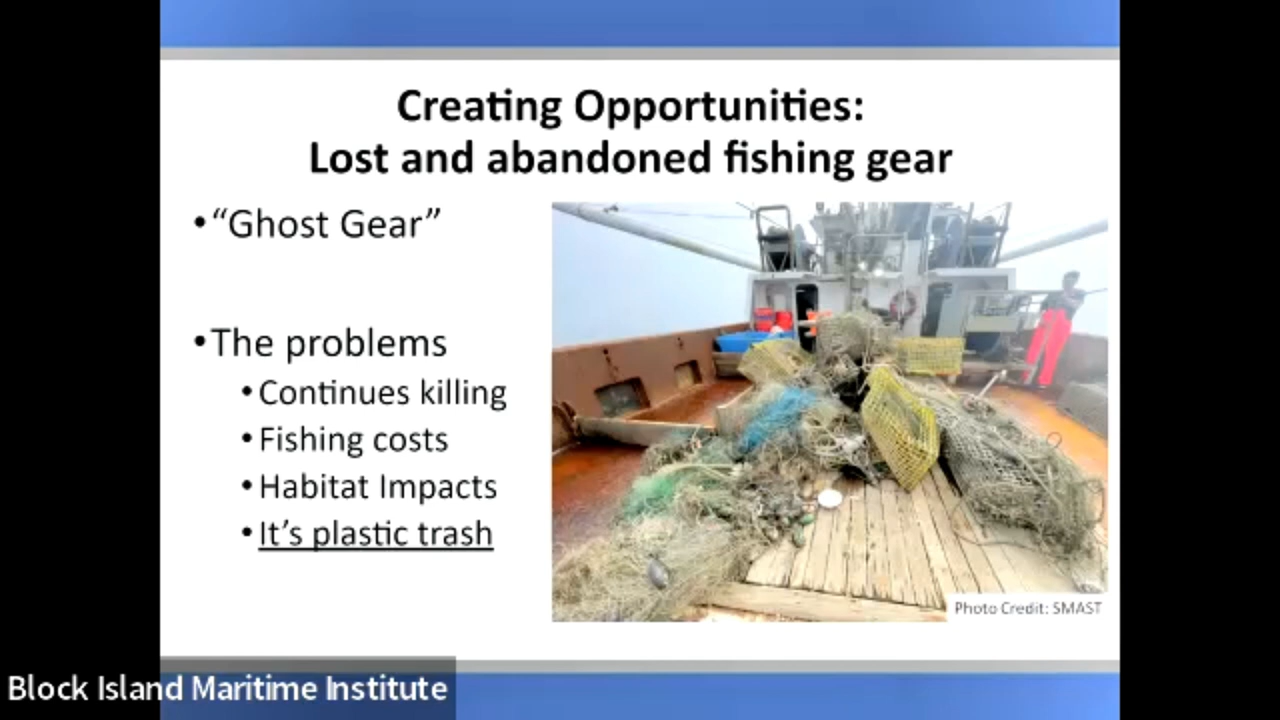 Creating Opportunities:
Lost and abandoned fishing gear
•“Ghost Gear”
•The problems
•Continues killing
•Fishing costs
•Habitat Impacts
•It’s plastic trash
Photo Credit: SMAST
Block Island Maritime Institute